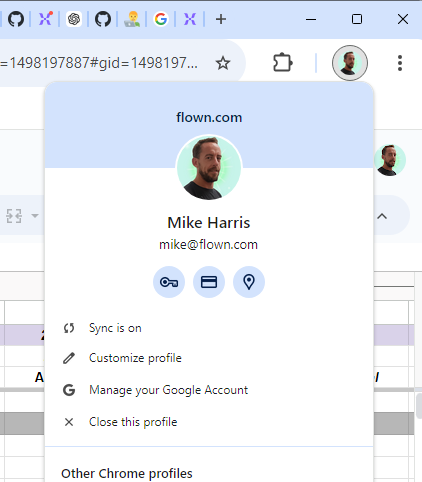 =1498197887#gid=1498197...
flown.com
Mike Harris
mike@flown.com
Sync is on
Customize profile
Manage your Google Account
Close this profile
Other Chrome profiles